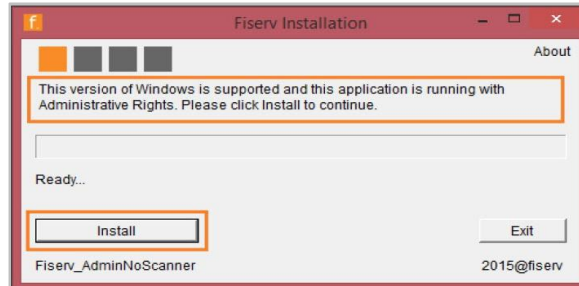 f Fiserv Installation
About
This version of Windows is supported and this application is running with
Administrative Rights. Please click Install to continue.
Ready...
Install Exit
Fiserv_AdminNoScanner 2015@fiserv